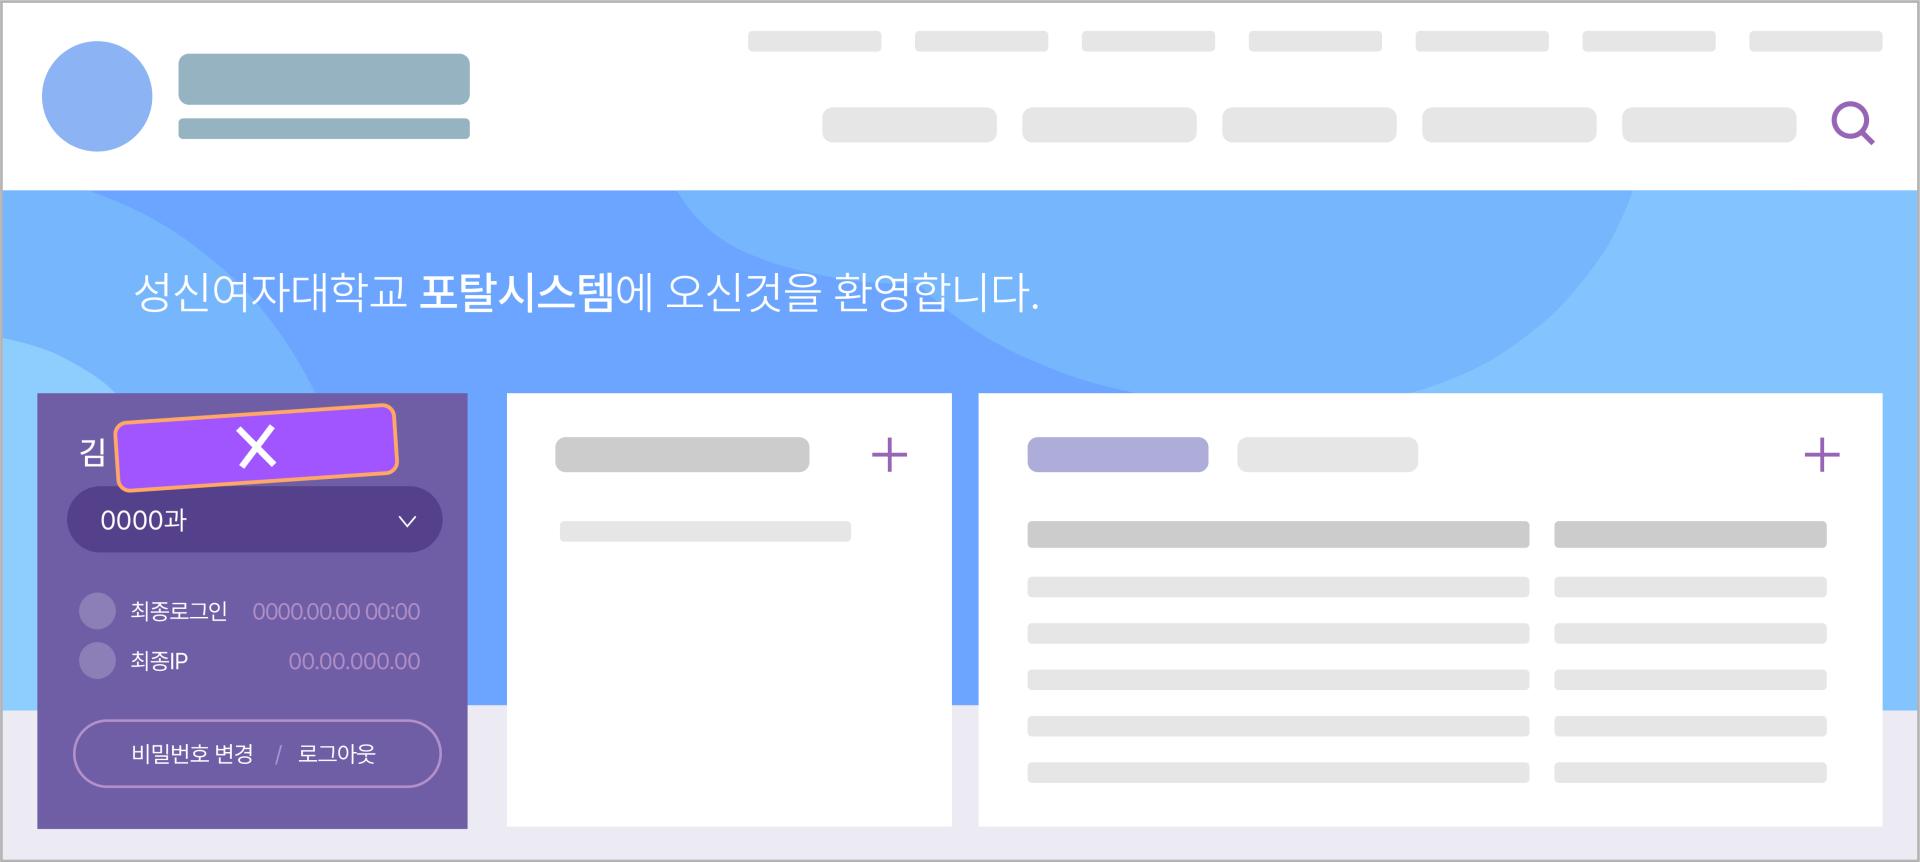 성신여자대학교 포탈시스템에 오신것을 환영합니다.
김
0000과
최종로그인 0000.00.00 00:00
최종IP 00.00.000.00
비밀번호 변경 / 로그아웃